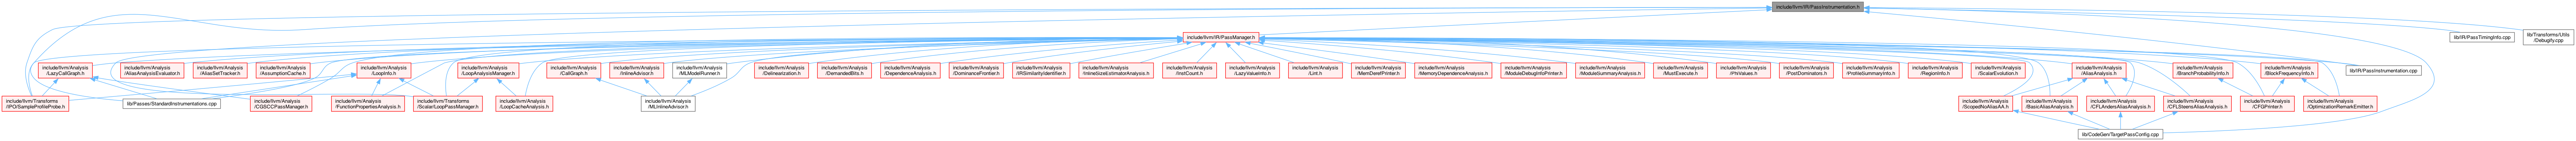 include/llvm/IR/PassInstrumentation.h
include/llvm/IR/PassManager.h
lib/IR/PassTimingInfo.cpp
lib/Transforms/Utils
/Debugify.cpp
include/llvm/Analysis
/LazyCallGraph.h
include/llvm/Analysis
/AliasAnalysisEvaluator.h
include/llvm/Analysis
/AliasSetTracker.h
include/llvm/Analysis
/AssumptionCache.h
include/llvm/Analysis
/LoopInfo.h
include/llvm/Analysis
/LoopAnalysisManager.h
include/llvm/Analysis
/CallGraph.h
include/llvm/Analysis
/InlineAdvisor.h
include/llvm/Analysis
/MLModelRunner.h
include/llvm/Analysis
/Delinearization.h
include/llvm/Analysis
/DemandedBits.h
include/llvm/Analysis
/DependenceAnalysis.h
include/llvm/Analysis
/DominanceFrontier.h
include/llvm/Analysis
/IRSimilarityIdentifier.h
include/llvm/Analysis
/InlineSizeEstimatorAnalysis.h
include/llvm/Analysis
/InstCount.h
include/llvm/Analysis
/LazyValueInfo.h
include/llvm/Analysis
/Lint.h
include/llvm/Analysis
/MemDerefPrinter.h
include/llvm/Analysis
/MemoryDependenceAnalysis.h
include/llvm/Analysis
/ModuleDebugInfoPrinter.h
include/llvm/Analysis
/ModuleSummaryAnalysis.h
include/llvm/Analysis
/MustExecute.h
include/llvm/Analysis
/PhiValues.h
include/llvm/Analysis
/PostDominators.h
include/llvm/Analysis
/ProfileSummaryInfo.h
include/llvm/Analysis
/RegionInfo.h
include/llvm/Analysis
/ScalarEvolution.h
include/llvm/Analysis
/AliasAnalysis.h
include/llvm/Analysis
/BranchProbabilityInfo.h
include/llvm/Analysis
/BlockFrequencyInfo.h
lib/IR/PassInstrumentation.cpp
include/llvm/Transforms
/IPO/SampleProfileProbe.h
lib/Passes/StandardInstrumentations.cpp
include/llvm/Analysis
/CGSCCPassManager.h
include/llvm/Analysis
/FunctionPropertiesAnalysis.h
include/llvm/Transforms
/Scalar/LoopPassManager.h
include/llvm/Analysis
/LoopCacheAnalysis.h
include/llvm/Analysis
/MLInlineAdvisor.h
include/llvm/Analysis
/ScopedNoAliasAA.h
include/llvm/Analysis
/BasicAliasAnalysis.h
include/llvm/Analysis
/CFLAndersAliasAnalysis.h
include/llvm/Analysis
/CFLSteensAliasAnalysis.h
include/llvm/Analysis
/CFGPrinter.h
include/llvm/Analysis
/OptimizationRemarkEmitter.h
lib/CodeGen/TargetPassConfig.cpp